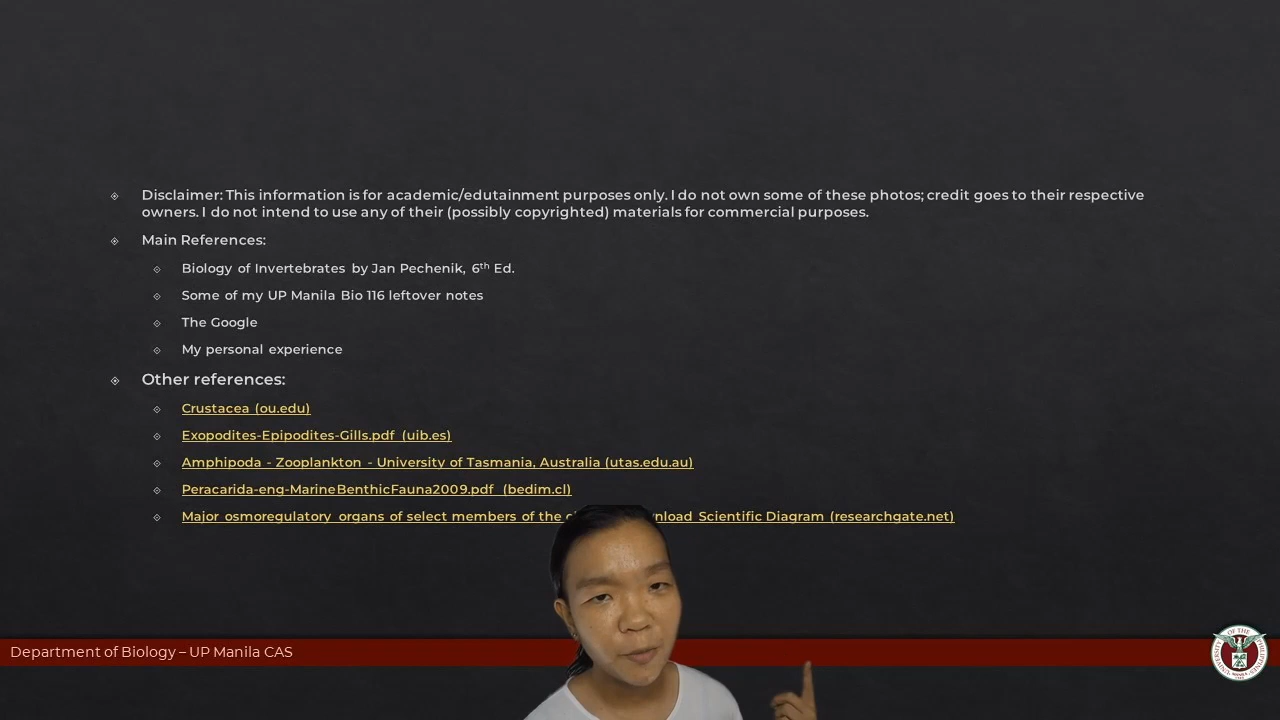 Disclaimer: This information is for academic/edutainment purposes only. I do not own some of these photos; credit goes to their respective
owners. I do not intend to use any of their (possibly copyrighted) materials for commercial purposes.
Main References:
Biology of Invertebrates by Jan Pechenik, 6th Ed.
Some of my UP Manila Bio 116 leftover notes
The Google
My personal experience
Other references:
Crustacea (ou.edu)
Exopodites-Epipodites-Gills.pdf (uib.es)
Amphipoda - Zooplankton - University of Tasmania, Australia (utas.edu.au)
Peracarida-eng-MarineBenthicFauna2009.pdf (bedim.cl)
Major osmoregulatory organs of select members of the Scientific Diagram (researchgate.net)
Department of Biology – UP Manila CAS